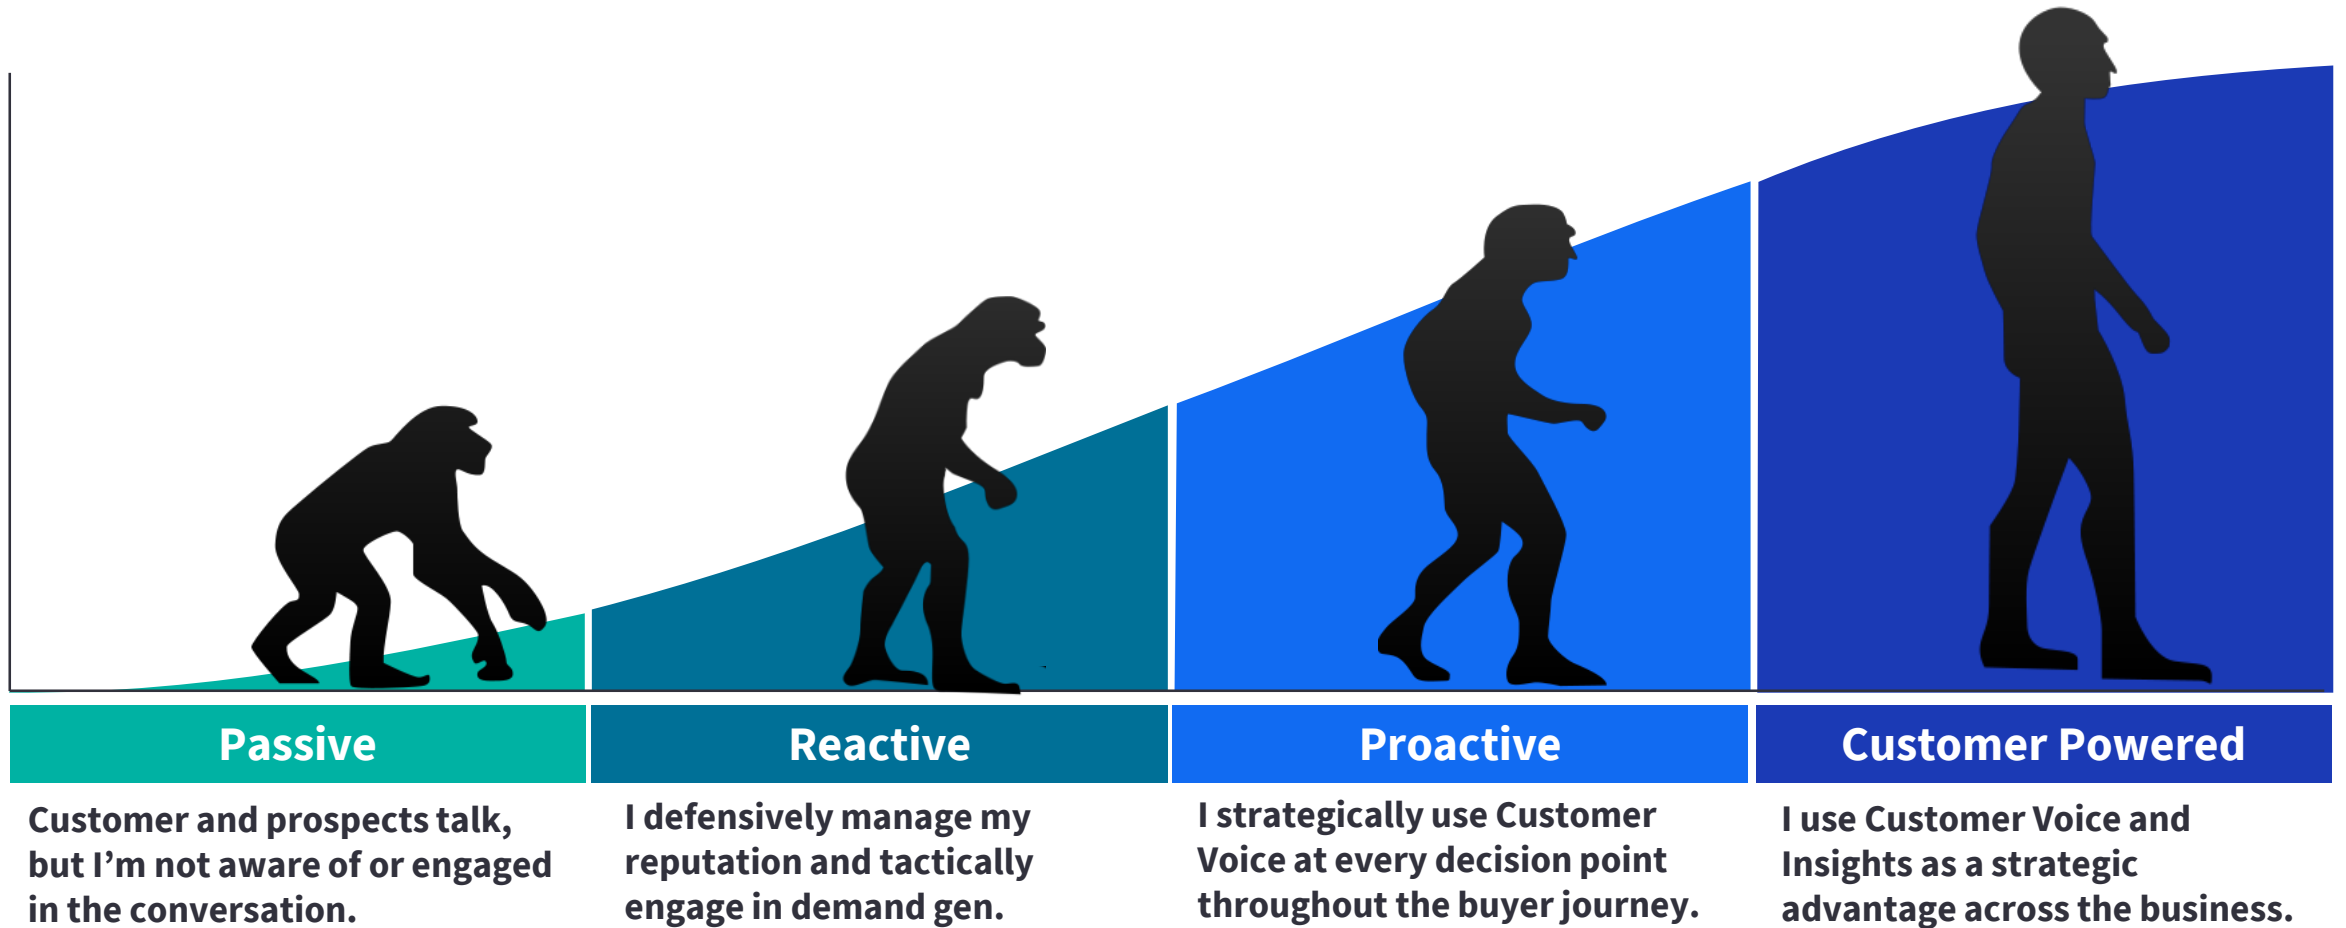 Passive
Reactive
Proactive
Customer Powered
Customer and prospects talk,
but I’m not aware of or engaged
in the conversation.
I defensively manage my
reputation and tactically
engage in demand gen.
I strategically use Customer
Voice at every decision point
throughout the buyer journey.
I use Customer Voice and
Insights as a strategic
advantage across the business.